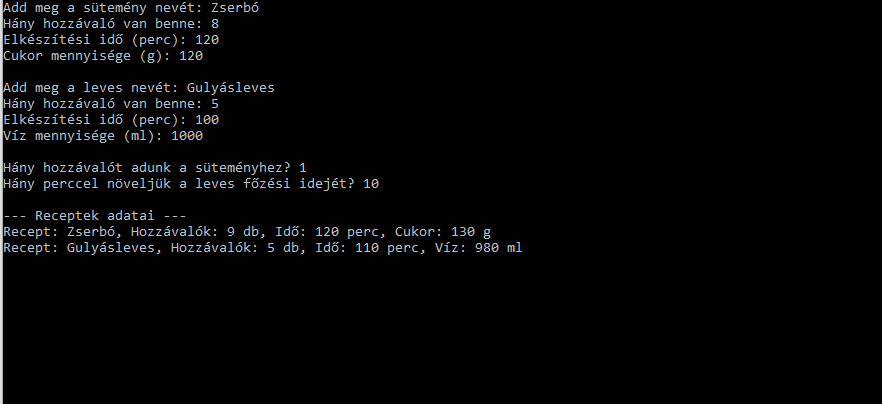 Add meg a sütemény nevét: Zserbó
Hány hozzávaló van benne: 8
Elkészítési idő (perc): 120
Cukor mennyisége (g): 120
Add meg a leves nevét: Gulyásleves
Hány hozzávaló van benne: 5
Elkészítési idő (perc): 100
Víz mennyisége (ml): 1000
Hány hozzávalót adunk a süteményhez? 1
Hány perccel növeljük a leves főzési idejét? 10
--- Receptek adatai ---
Recept: Zserbó, Hozzávalók: 9 db, Idő: 120 perc, Cukor: 130 g
Recept: Gulyásleves, Hozzávalók: 5 db, Idő: 110 perc, Víz: 980 ml